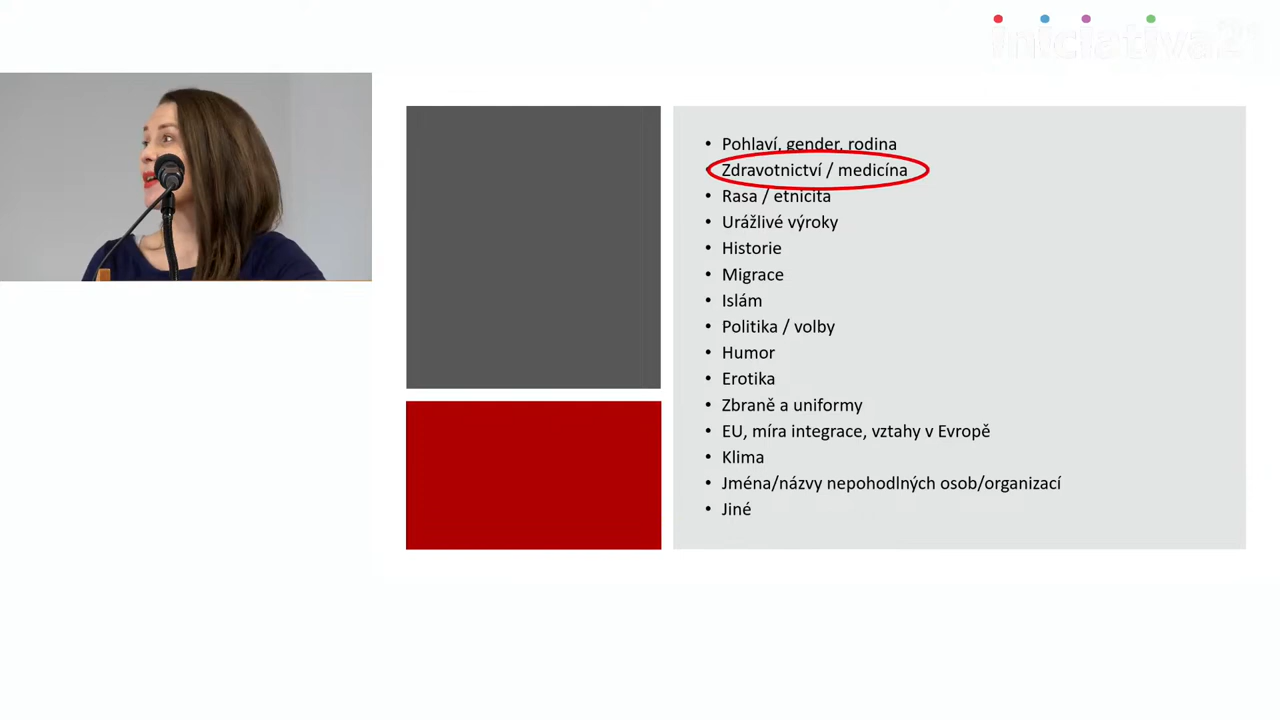 iniciativa21
• Pohlaví, gender, rodina
• Zdravotnictví / medicína
• Rasa / etnicita
• Urážlivé výroky
• Historie
• Migrace
• Islám
• Politika / volby
• Humor
• Erotika
• Zbraně a uniformy
• EU, míra integrace, vztahy v Evropě
• Klima
• Jména/názvy nepohodlných osob/organizací
• Jiné